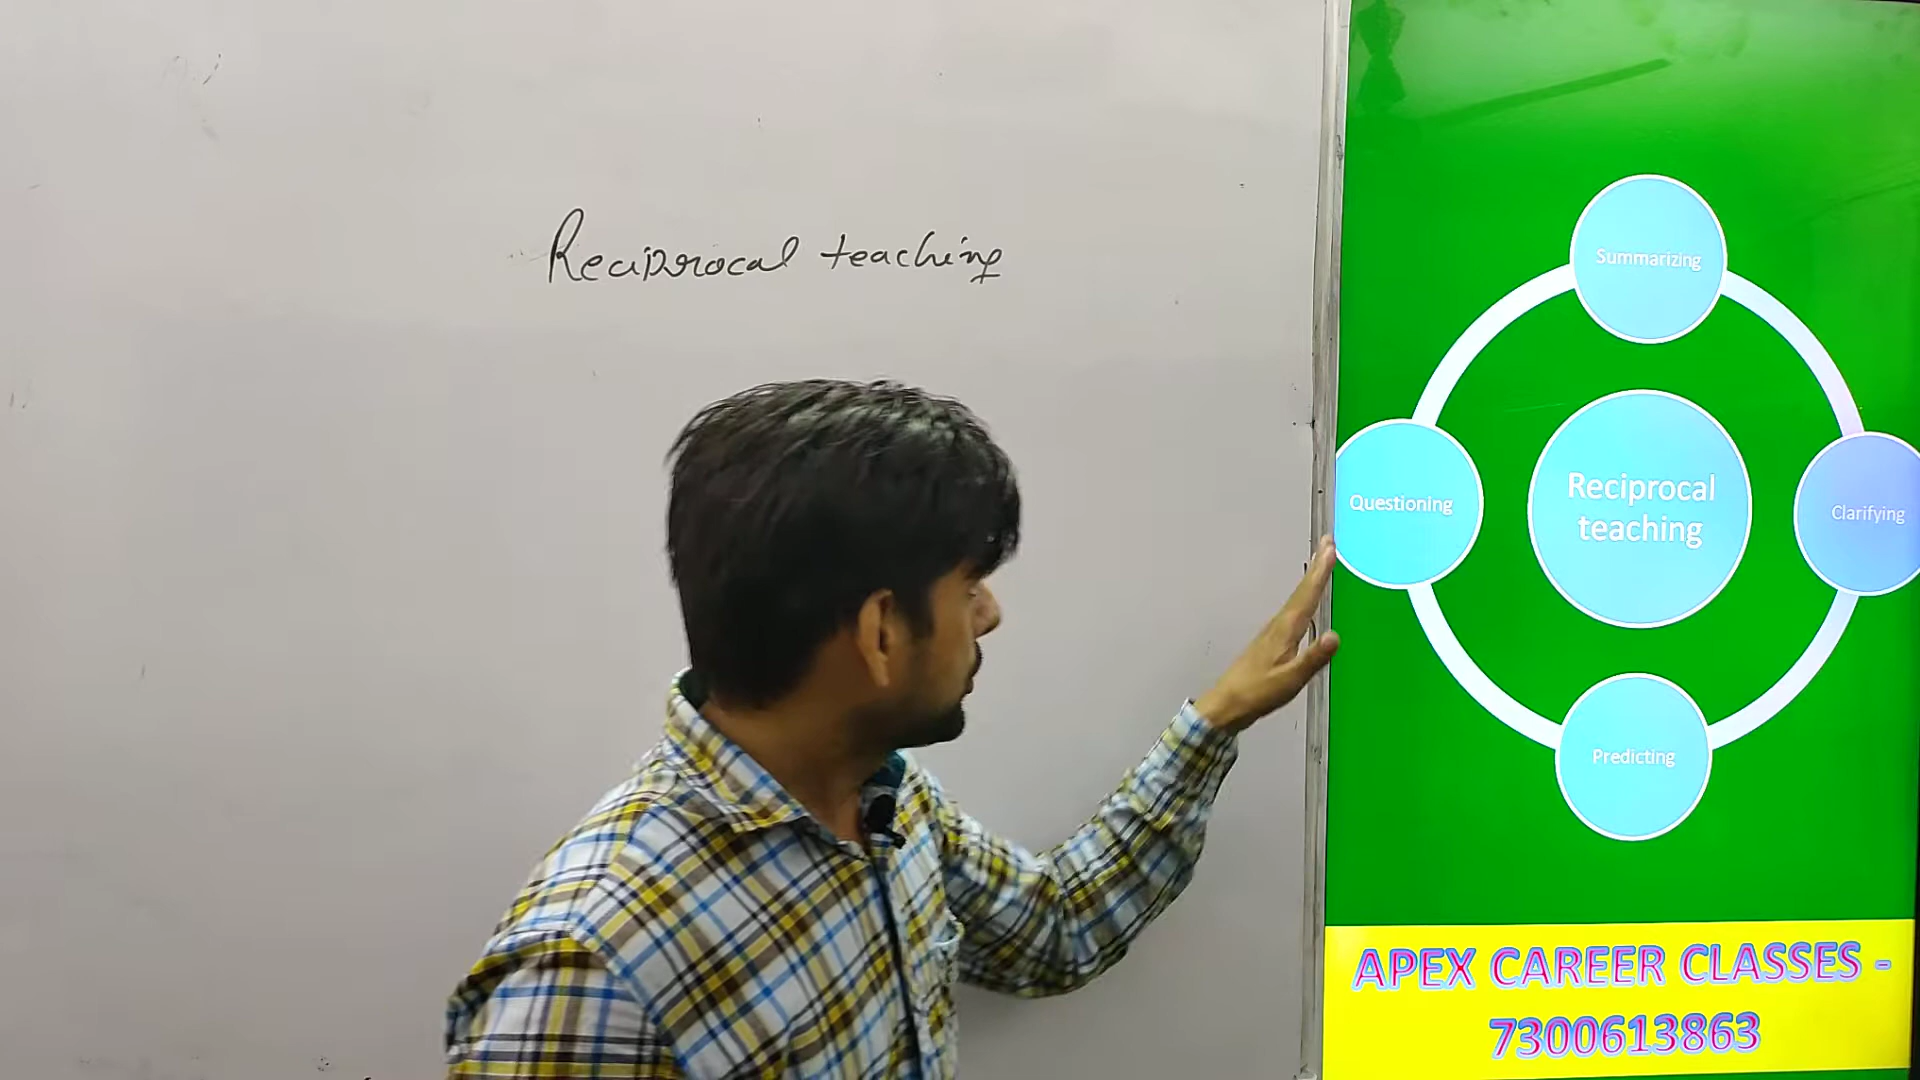 Reciprocal teaching
Summarizing
Questioning
Reciprocal
teaching
Clarifying
Predicting
APEX CAREER CLASSES -
7300613863